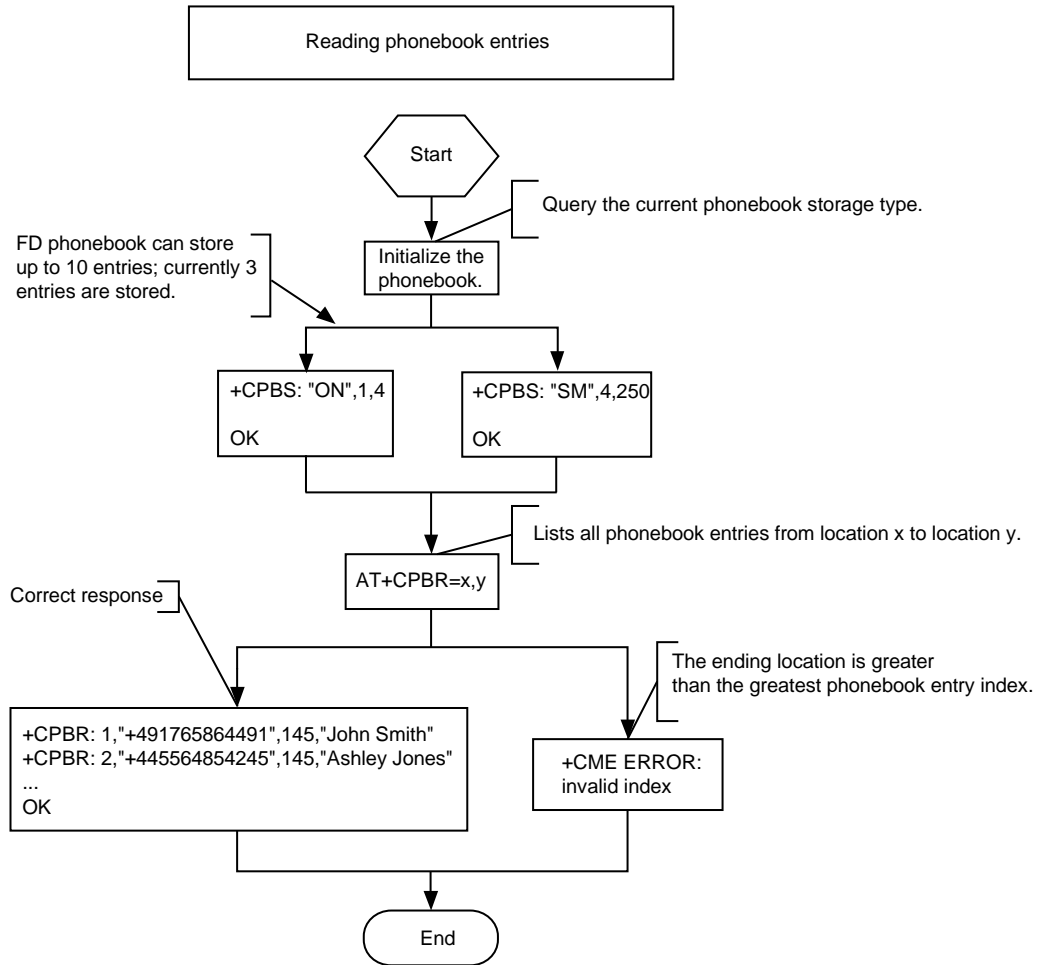 Reading phonebook entries
Start
Query the current phonebook storage type.
FD phonebook can store
up to 10 entries; currently 3
entries are stored.
Initialize the
phonebook.
+CPBS: "ON",1,4
OK
+CPBS: "SM",4,250
OK
Lists all phonebook entries from location x to location y.
AT+CPBR=x,y
Correct response
The ending location is greater
than the greatest phonebook entry index.
+CPBR: 1,"+491765864491",145,"John Smith"
+CPBR: 2,"+445564854245",145,"Ashley Jones"
...
OK
+CME ERROR:
invalid index
End